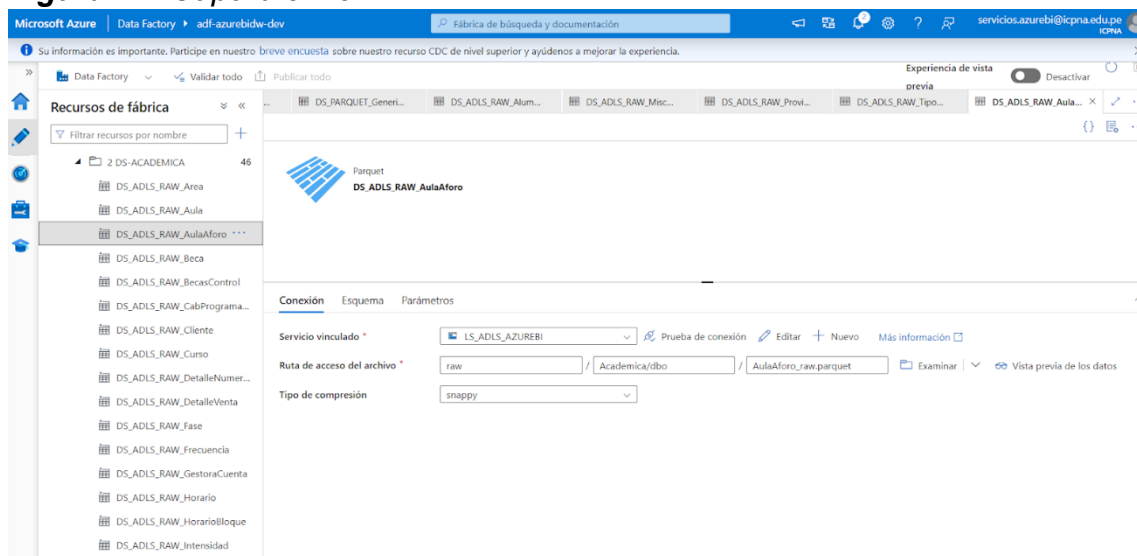 Microsoft Azure | Data Factory ▸ adf-azurebidw-dev
Fábrica de búsqueda y documentación
2
servicios.azurebi@icpna.edu.pe
ICPNA
Su información es importante. Participe en nuestro breve encuesta sobre nuestro recurso CDC de nivel superior y ayúdenos a mejorar la experiencia.
Data Factory
Validar todo
Publicar todo
Experiencia de vista previa
Desactivar
Recursos de fábrica
Filtrar recursos por nombre
2 DS-ACADEMICA 46
DS_ADLS_RAW_Area
DS_ADLS_RAW_Aula
DS_ADLS_RAW_AulaAforo ...
DS_ADLS_RAW_Beca
DS_ADLS_RAW_BecasControl
DS_ADLS_RAW_CabPrograma...
DS_ADLS_RAW_Cliente
DS_ADLS_RAW_Curso
DS_ADLS_RAW_DetalleNumer...
DS_ADLS_RAW_DetalleVenta
DS_ADLS_RAW_Fase
DS_ADLS_RAW_Frecuencia
DS_ADLS_RAW_GestoraCuenta
DS_ADLS_RAW_Horario
DS_ADLS_RAW_HorarioBloque
DS_ADLS_RAW_Intensidad
DS_PARQUET_Generi...
DS_ADLS_RAW_Alum...
DS_ADLS_RAW_Misc...
DS_ADLS_RAW_Provi...
DS_ADLS_RAW_Tipo...
DS_ADLS_RAW_Aula...
Parquet
DS_ADLS_RAW_AulaAforo
Conexión Esquema Parámetros
Servicio vinculado * LS_ADLS_AZUREBI Prueba de conexión Editar + Nuevo Más información
Ruta de acceso del archivo * raw / Academica/dbo / AulaAforo_raw.parquet Examinar Vista previa de los datos
Tipo de compresión snappy